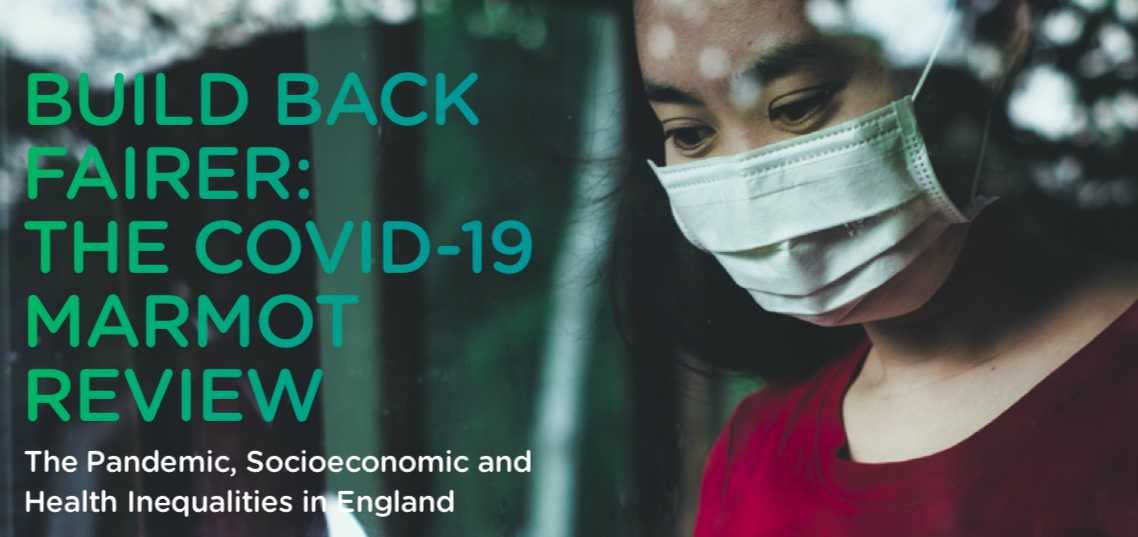 BUILD BACK
FAIRER:
THE COVID-19
MARMOT
REVIEW
The Pandemic, Socioeconomic and
Health Inequalities in England